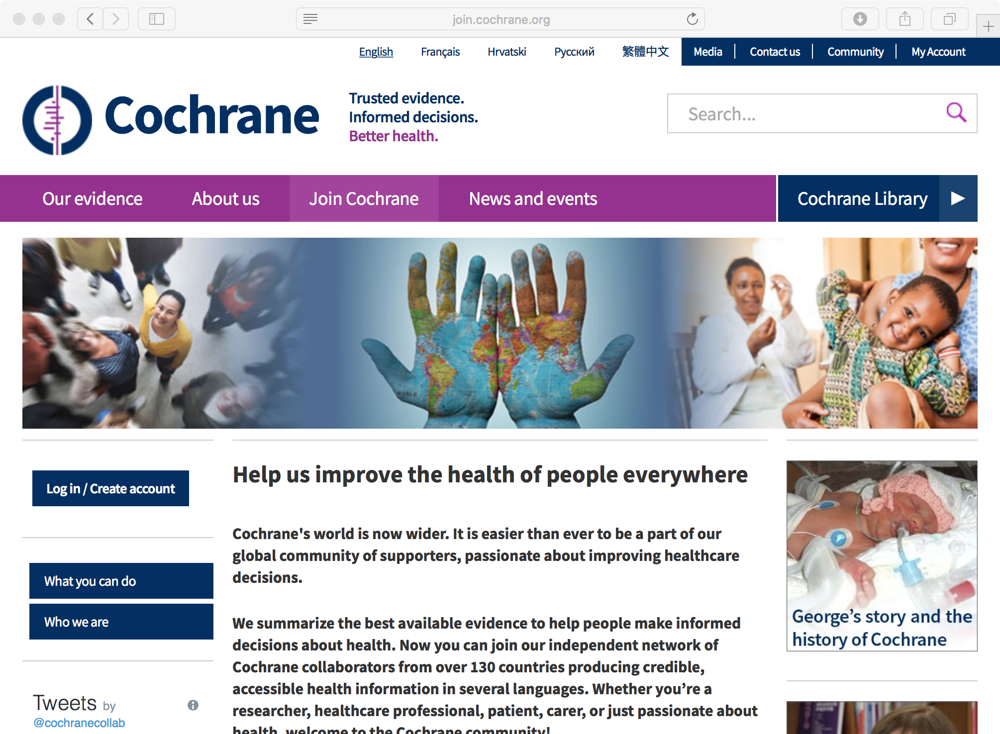 join.cochrane.org
English Français Hrvatski Русский 繁體中文 Media Contact us Community My Account
Cochrane
Trusted evidence.
Informed decisions.
Better health.
Search...
Our evidence About us Join Cochrane News and events Cochrane Library
WORLD
Log in / Create account
What you can do
Who we are
Tweets by
@cochranecollab
Help us improve the health of people everywhere
Cochrane's world is now wider. It is easier than ever to be a part of our
global community of supporters, passionate about improving healthcare
decisions.
We summarize the best available evidence to help people make informed
decisions about health. Now you can join our independent network of
Cochrane collaborators from over 130 countries producing credible,
accessible health information in several languages. Whether you’re a
researcher, healthcare professional, patient, carer, or just passionate about
health, welcome to the Cochrane community!
George’s story and the
history of Cochrane